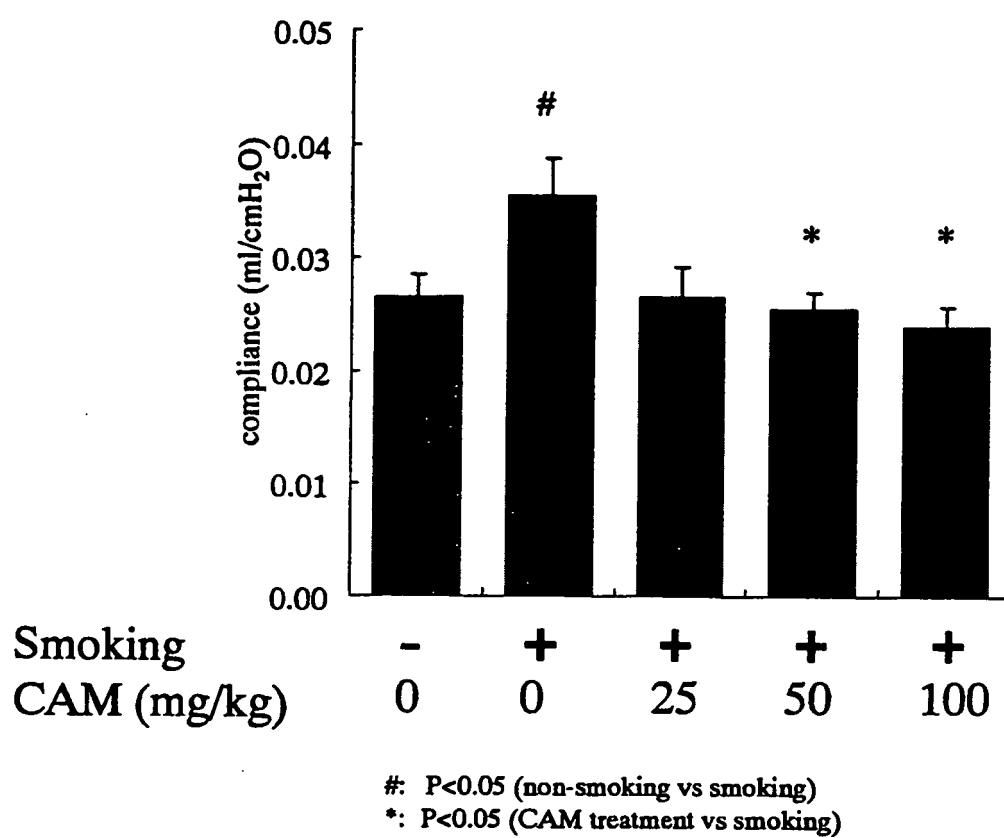 0.05
0.04
0.03
0.02
0.01
0.00
compliance (ml/cmH₂O)
#
*
*
Smoking - + + + +
CAM (mg/kg) 0 0 25 50 100
#: P<0.05 (non-smoking vs smoking)
*: P<0.05 (CAM treatment vs smoking)